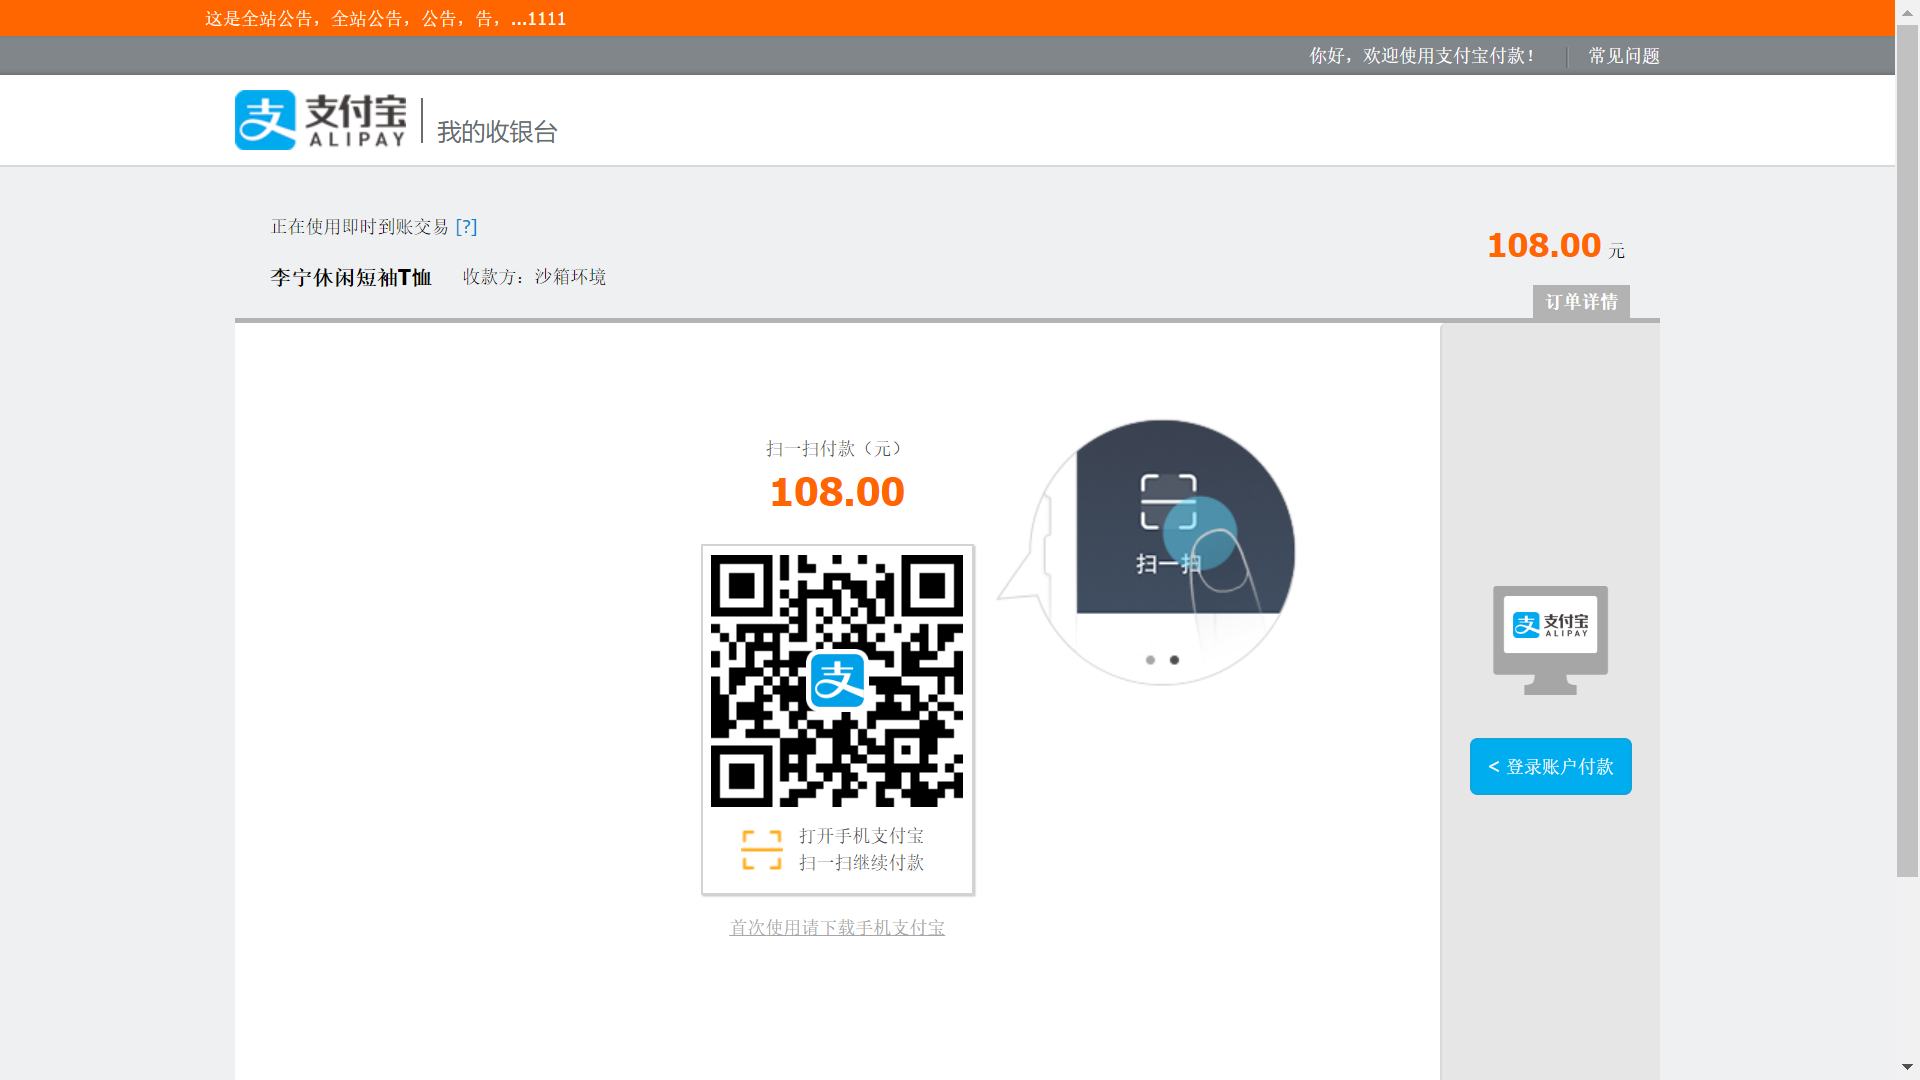 这是全站公告，全站公告，公告，告，...1111
你好，欢迎使用支付宝付款！
常见问题
支付宝
ALIPAY
我的收银台
正在使用即时到账交易 [?]
108.00 元
李宁休闲短袖T恤 收款方：沙箱环境
订单详情
扫一扫付款（元）
108.00
扫一扫
支付宝
ALIPAY
< 登录账户付款
打开手机支付宝
扫一扫继续付款
首次使用请下载手机支付宝